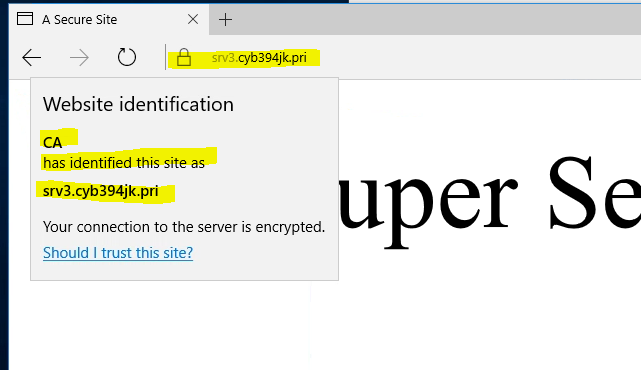 A Secure Site
srv3.cyb394jk.pri
Website identification
CA
has identified this site as
srv3.cyb394jk.pri
Your connection to the server is encrypted.
Should I trust this site?
uper Se